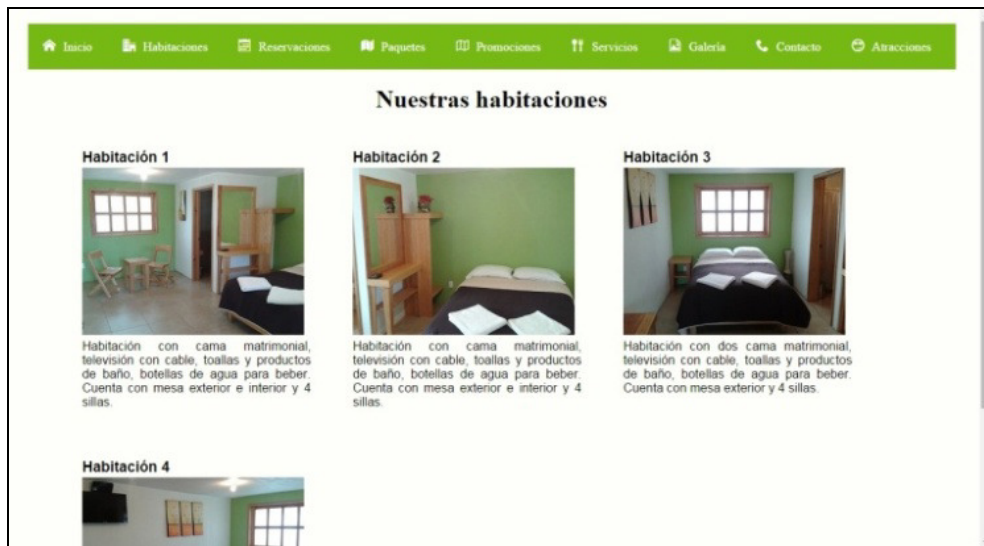 Inicio Habitaciones Reservaciones Paquetes Promociones Servicios Galería Contacto Atracciones
Nuestras habitaciones
Habitación 1
Habitación con cama matrimonial,
televisión con cable, toallas y productos
de baño, botellas de agua para beber.
Cuenta con mesa exterior e interior y 4
sillas.
Habitación 2
Habitación con cama matrimonial,
televisión con cable, toallas y productos
de baño, botellas de agua para beber.
Cuenta con mesa exterior e interior y 4
sillas.
Habitación 3
Habitación con dos cama matrimonial,
televisión con cable, toallas y productos
de baño, botellas de agua para beber.
Cuenta con mesa exterior y 4 sillas.
Habitación 4